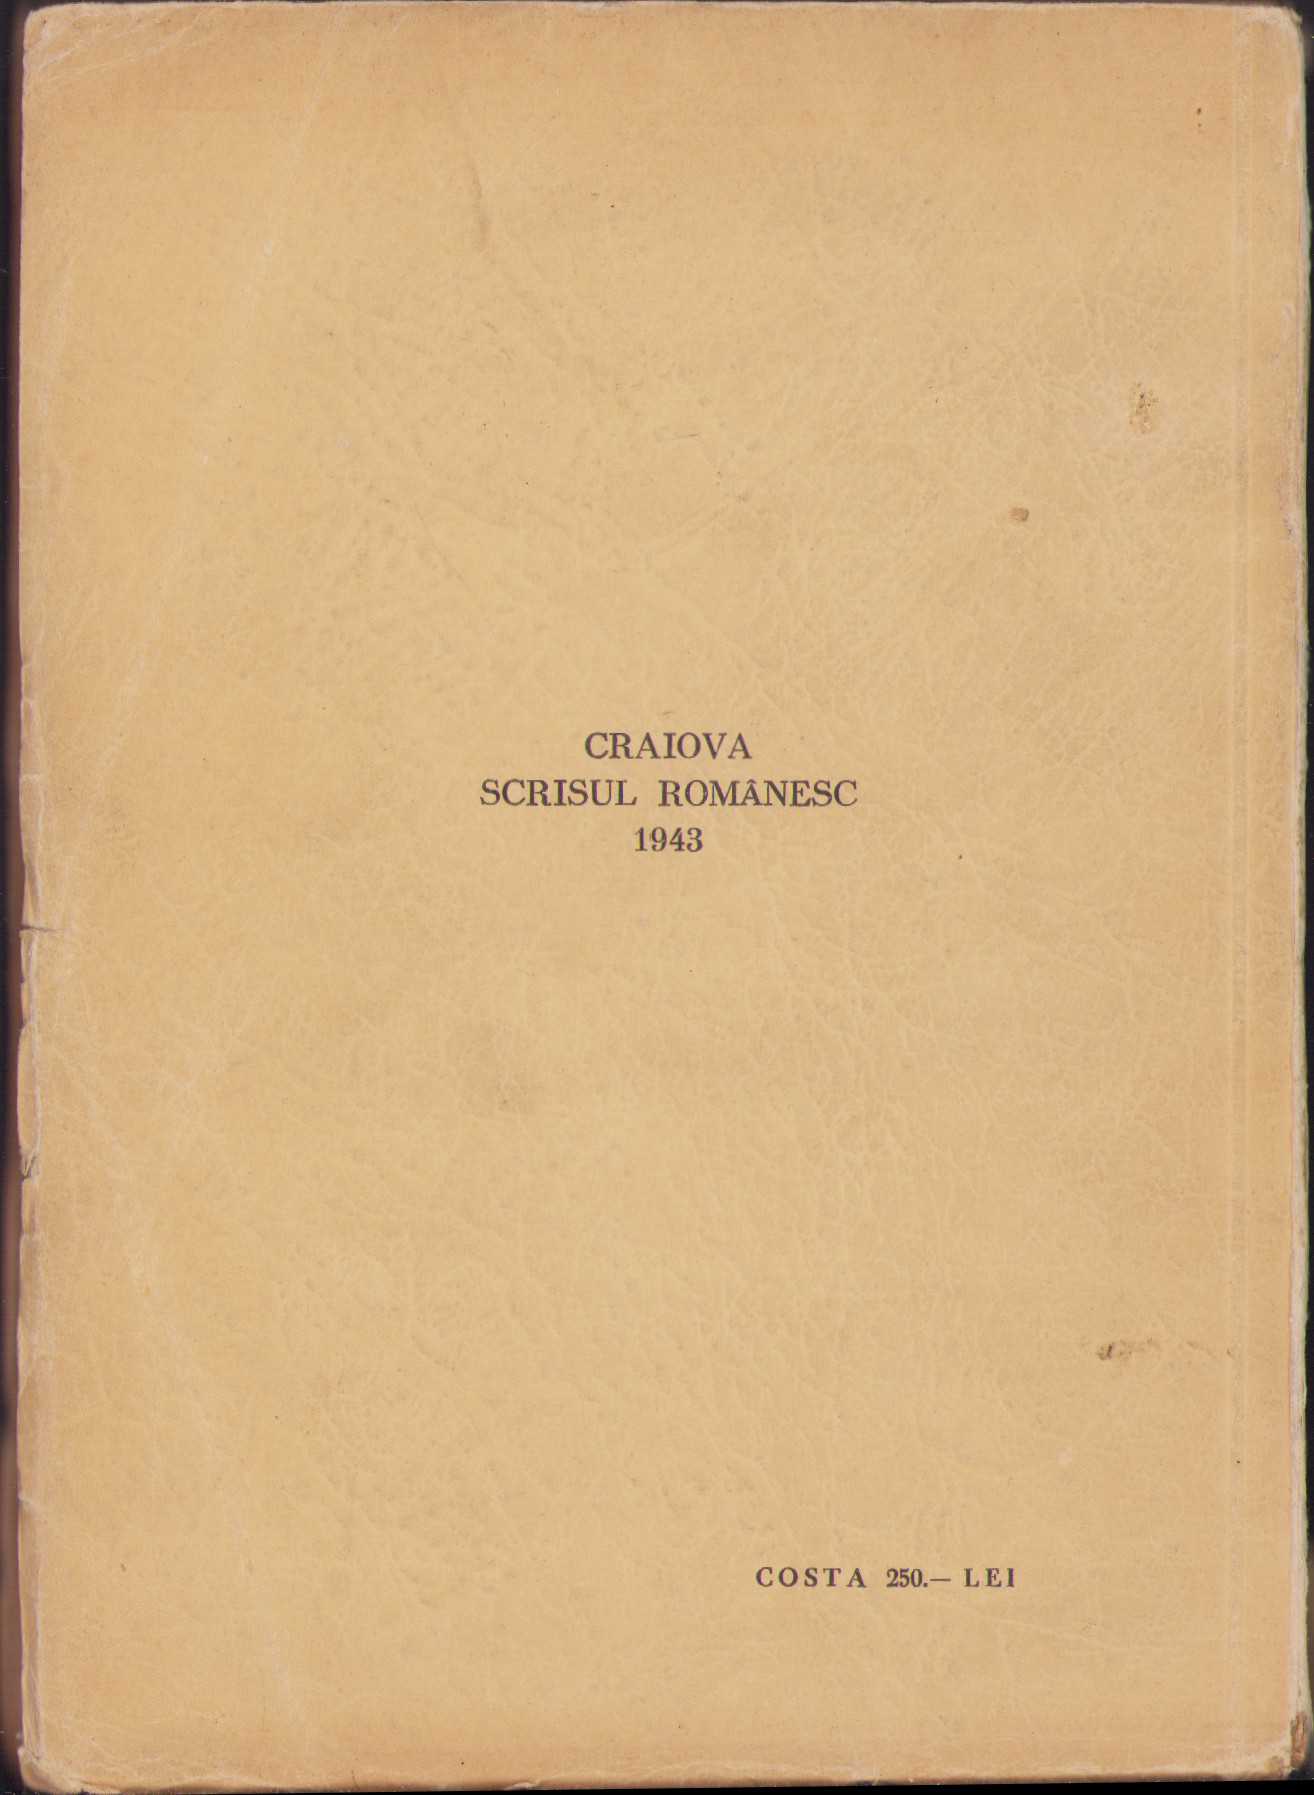 CRAIOVA
SCRISUL ROMÂNESC
1943
COSTA 250.— LEI